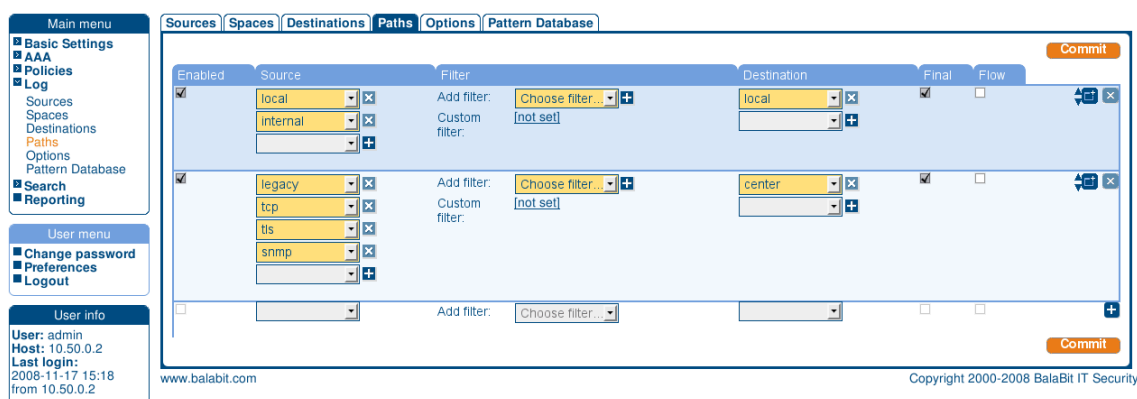 Main menu
Basic Settings
AAA
Policies
Log
Sources
Spaces
Destinations
Paths
Options
Pattern Database
Search
Reporting
User menu
Change password
Preferences
Logout
User info
User: admin
Host: 10.50.0.2
Last login:
2008-11-17 15:18
from 10.50.0.2
Sources Spaces Destinations Paths Options Pattern Database
Commit
Enabled Source Filter Destination Final Flow
local Add filter: Choose filter... local
internal Custom filter: [not set]
legacy Add filter: Choose filter... center
tcp Custom filter: [not set]
tls
snmp
Add filter: Choose filter...
Commit
www.balabit.com Copyright 2000-2008 BalaBit IT Security